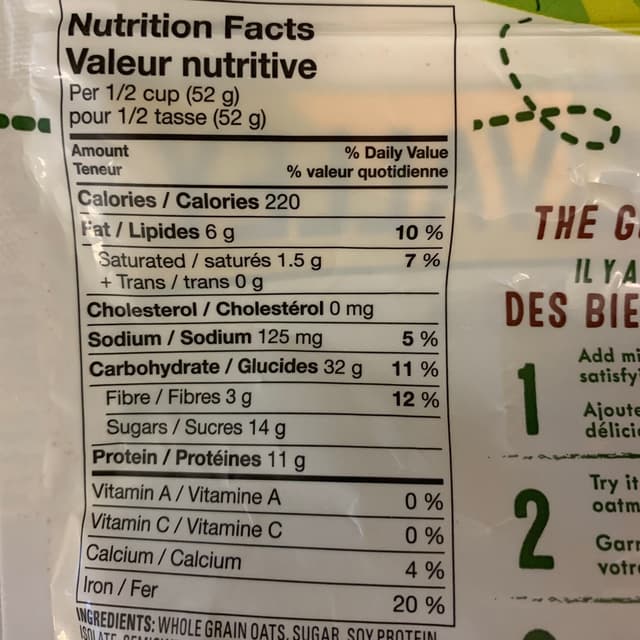 Nutrition Facts
Valeur nutritive
Per 1/2 cup (52 g)
pour 1/2 tasse (52 g)
Amount % Daily Value
Teneur % valeur quotidienne
Calories / Calories 220
Fat / Lipides 6 g 10 %
Saturated / saturés 1.5 g 7 %
+ Trans / trans 0 g
Cholesterol / Cholestérol 0 mg
Sodium / Sodium 125 mg 5 %
Carbohydrate / Glucides 32 g 11 %
Fibre / Fibres 3 g 12 %
Sugars / Sucres 14 g
Protein / Protéines 11 g
Vitamin A / Vitamine A 0 %
Vitamin C / Vitamine C 0 %
Calcium / Calcium 4 %
Iron / Fer 20 %
INGREDIENTS: WHOLE GRAIN OATS, SUGAR, SOY PROTEIN
THE
IL Y A
DES BIE
1
Add
satisfy
Ajoute
délici
2
Try it
oatm
Garn
votre